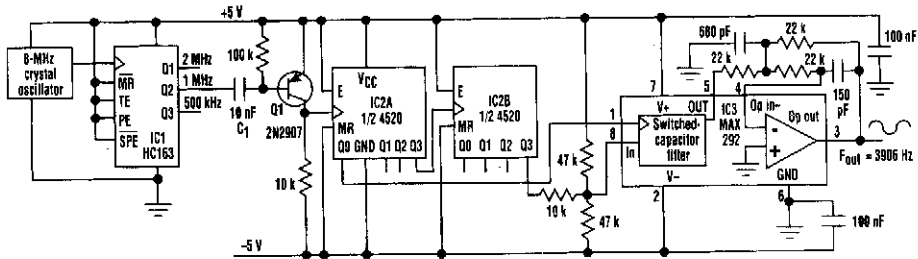 +5 V
8-MHz
crystal
oscillator
MR
TE
PE
SPE
IC1
HC163
Q1
Q2
Q3
2 MHz
1 MHz
500 kHz
10 nF
C1
100 k
Q1
2N2907
10 k
-5 V
VCC
E
IC2A
1/2 4520
MR
Q0 GND Q1 Q2 Q3
E
IC2B
1/2 4520
MR
Q0 Q1 Q2 Q3
10 k
47 k
47 k
1
8
In
7
V+
5
OUT
Switched-
capacitor
filter
V–
2
IC3
MAX
292
4
Op in–
-
+
Op out
3
GND
6
680 pF
22 k
22 k
22 k
150
pF
100 nF
Fout = 3906 Hz
100 nF